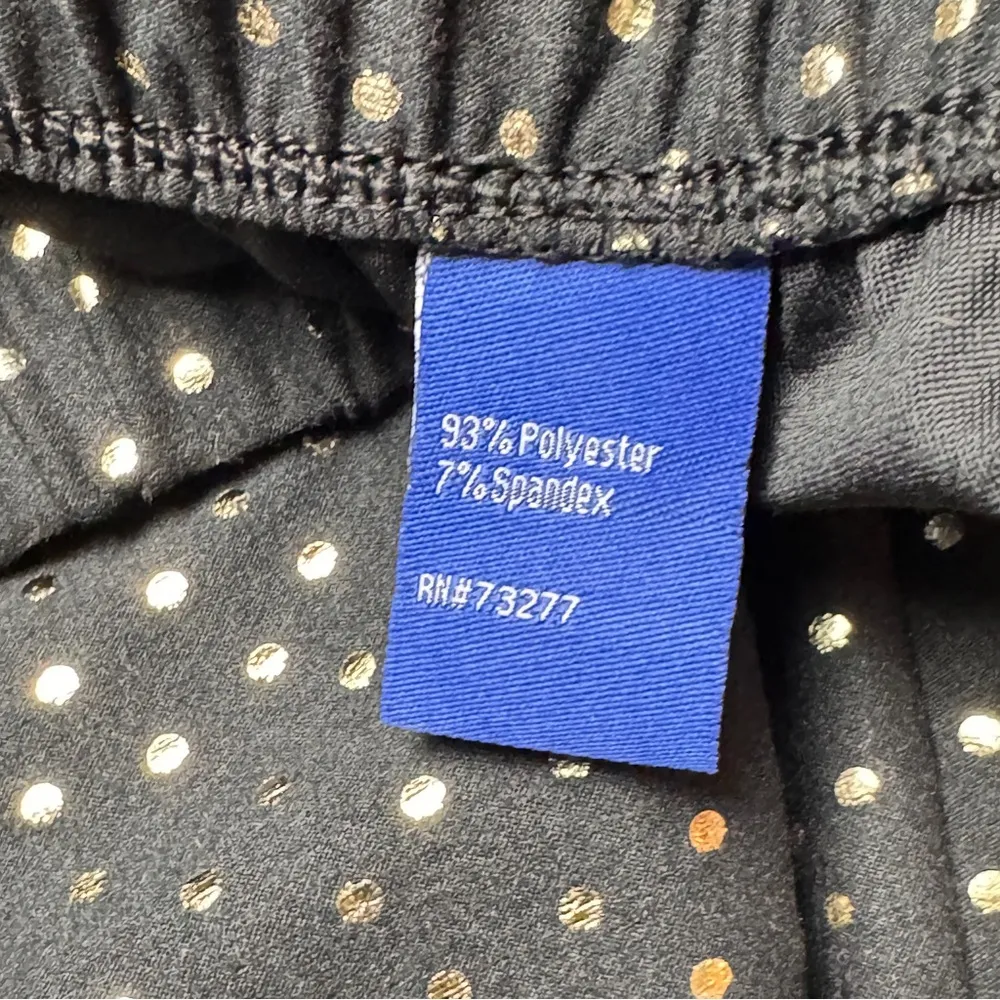 93% Polyester
7% Spandex
RN#73277